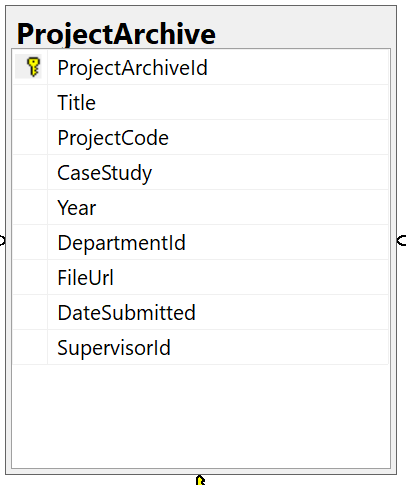 ProjectArchive
ProjectArchiveId
Title
ProjectCode
CaseStudy
Year
DepartmentId
FileUrl
DateSubmitted
SupervisorId